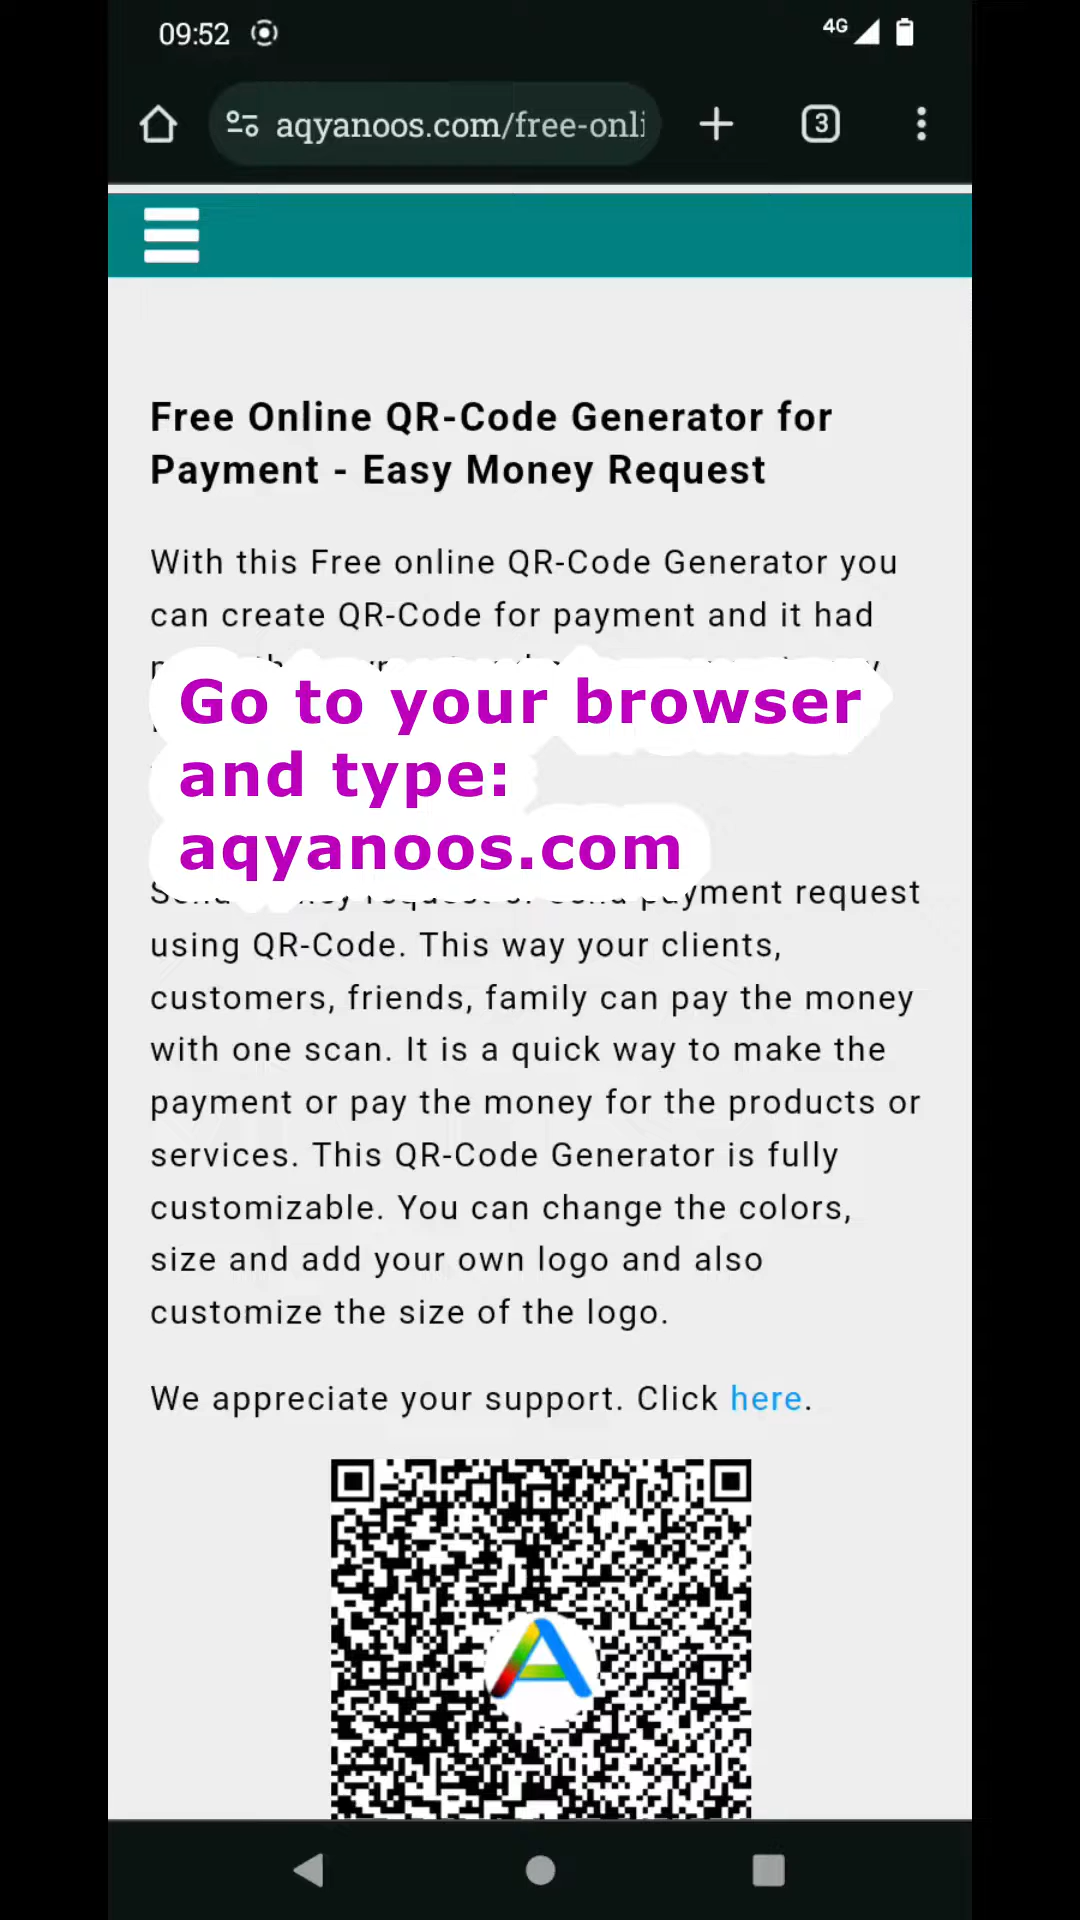 09:52
4G
aqyanoos.com/free-onli
3
Free Online QR-Code Generator for
Payment - Easy Money Request
With this Free online QR-Code Generator you
can create QR-Code for payment and it had
Go to your browser
and type:
aqyanoos.com
request
using QR-Code. This way your clients,
customers, friends, family can pay the money
with one scan. It is a quick way to make the
payment or pay the money for the products or
services. This QR-Code Generator is fully
customizable. You can change the colors,
size and add your own logo and also
customize the size of the logo.
We appreciate your support. Click here.